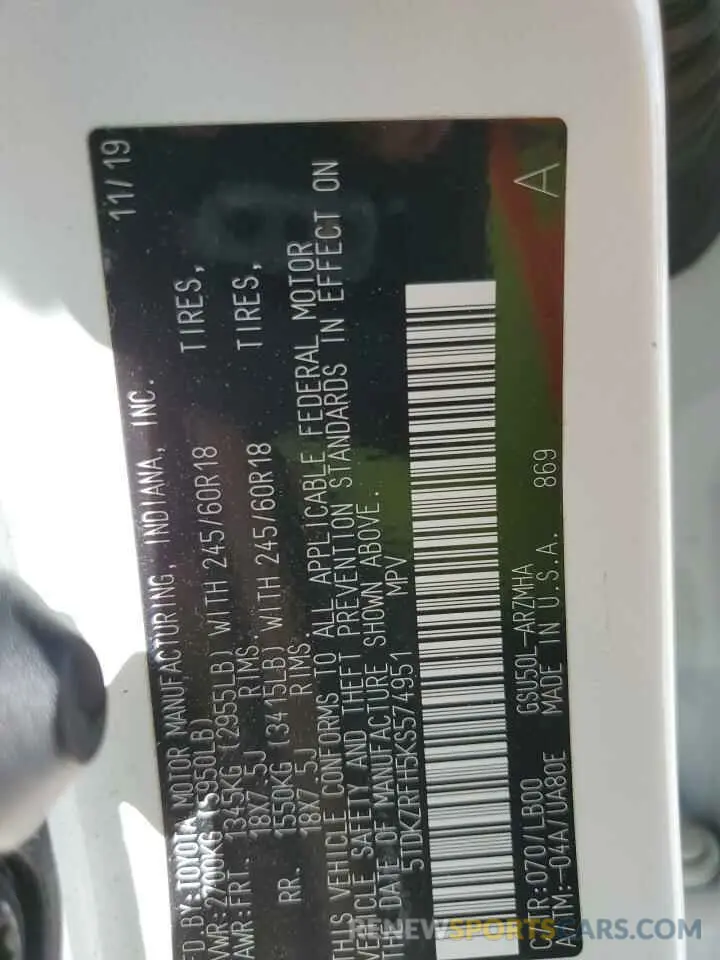 FD BY: TOYOTA MOTOR MANUFACTURING, INDIANA, INC. 11/19
VWR: 2700KG (5950LB)
AWR: FRT. 1345KG (2955LB) WITH 245/60R18 TIRES,
18X7.5J RIMS.
RR. 1550KG (3415LB) WITH 245/60R18 TIRES,
18X7.5J RIMS.
THIS VEHICLE CONFORMS TO ALL APPLICABLE FEDERAL MOTOR
VEHICLE SAFETY AND THEFT PREVENTION STANDARDS IN EFFECT ON
THE DATE OF MANUFACTURE SHOWN ABOVE.
5TDKZRFH5KS574951 MPV
A
C/TR: 070/LB00 GSU50L-ARZMHA
A/TM: -04A/UA80E MADE IN U.S.A. 869
RENEWSPORTSCARS.COM